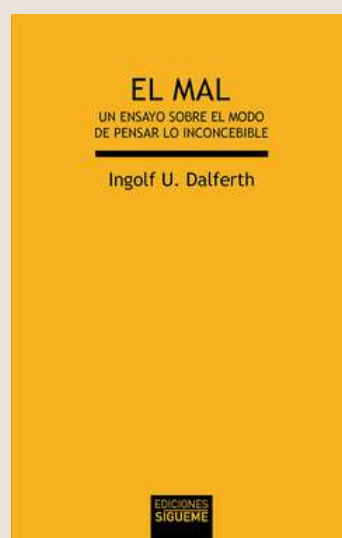 EL MAL
UN ENSAYO SOBRE EL MODO
DE PENSAR LO INCONCEBIBLE
Ingolf U. Dalferth
EDICIONES
SÍGUEME